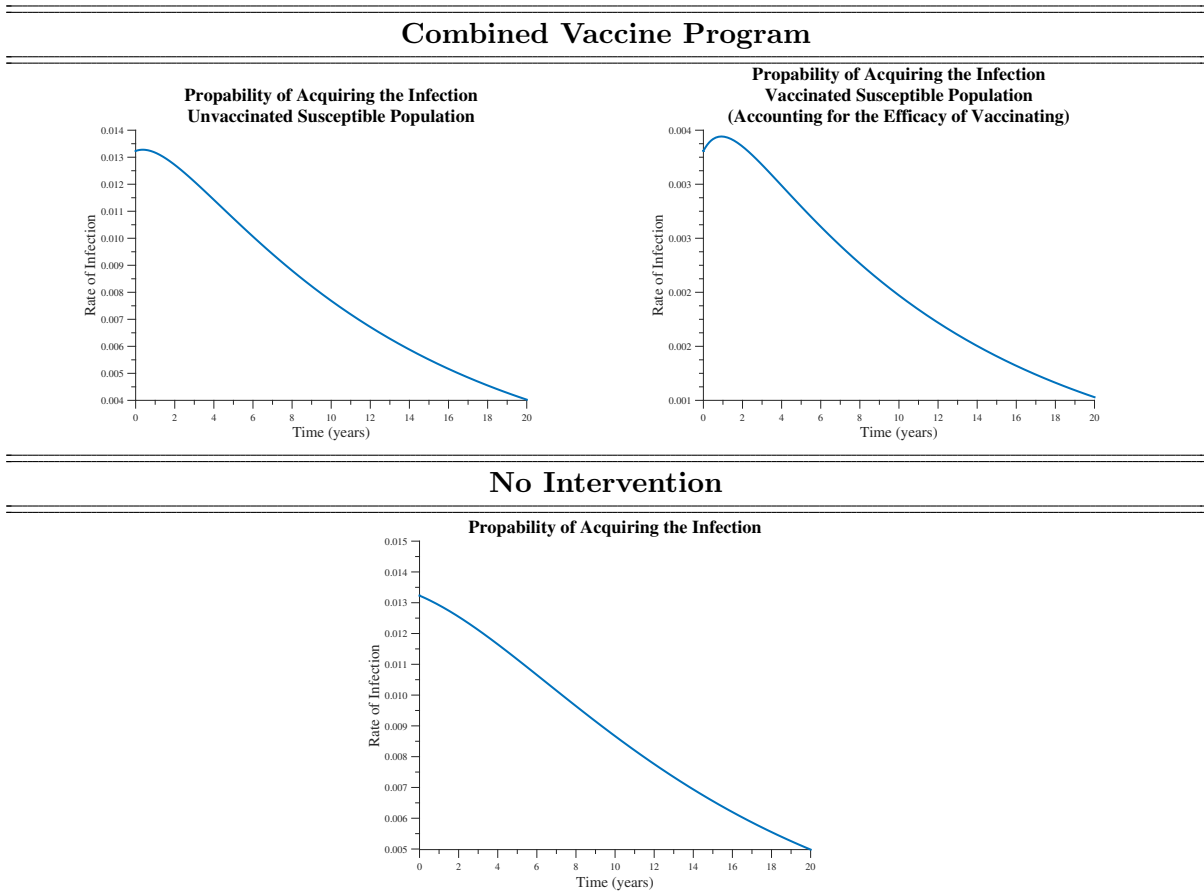 Combined Vaccine Program
Propability of Acquiring the Infection
Unvaccinated Susceptible Population
0.014
0.013
0.012
0.011
0.010
0.009
0.008
0.007
0.006
0.005
0.004
Rate of Infection
0 2 4 6 8 10 12 14 16 18 20
Time (years)
Propability of Acquiring the Infection
Vaccinated Susceptible Population
(Accounting for the Efficacy of Vaccinating)
0.004
0.003
0.003
0.002
0.002
0.001
Rate of Infection
0 2 4 6 8 10 12 14 16 18 20
Time (years)
No Intervention
Propability of Acquiring the Infection
0.015
0.014
0.013
0.012
0.011
0.010
0.009
0.008
0.007
0.006
0.005
Rate of Infection
0 2 4 6 8 10 12 14 16 18 20
Time (years)